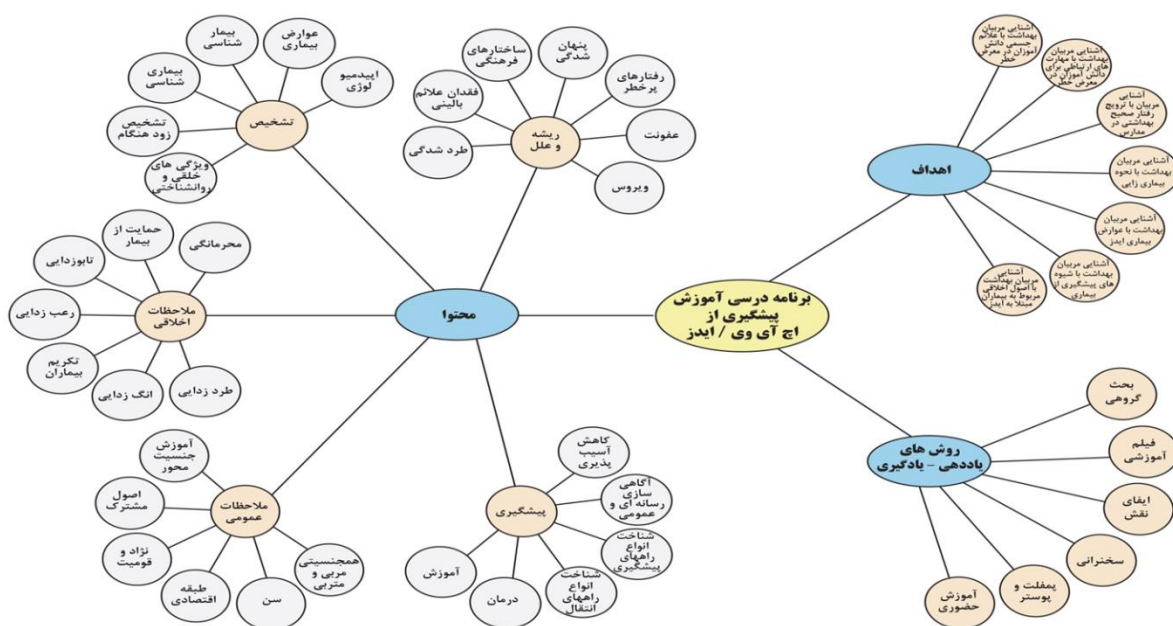 برنامه درسی آموزش
پیشگیری از
اچ آی وی / ایدز
اهداف
آشنایی مربیان
بهداشت با علائم
جسمی دانش
آموزان در معرض
خطر
آشنایی مربیان
بهداشت با مهارت
های ارتباطی برای
دانش آموزان در
معرض خطر
آشنایی
مربیان با ترویج
رفتار صحیح
بهداشتی در
مدارس
آشنایی مربیان
بهداشت با نحوه
بیماری زایی
آشنایی مربیان
بهداشت با عوارض
بیماری ایدز
آشنایی مربیان
بهداشت با شیوه
های پیشگیری از
بیماری
آشنایی
مربیان بهداشت
با اصول اخلاقی
مربوط به بیماران
مبتلا به ایدز
روش های
یاددهی - یادگیری
بحث
گروهی
فیلم
آموزشی
ایفای
نقش
سخنرانی
پمفلت و
پوستر
آموزش
حضوری
محتوا
ریشه
و علل
پنهان
شدگی
رفتارهای
پرخطر
عفونت
ویروس
ساختارهای
فرهنگی
فقدان علائم
بالینی
طرد شدگی
تشخیص
اپیدمیو
لوژی
عوارض
بیماری
بیمار
شناسی
بیماری
شناسی
تشخیص
زود هنگام
ویژگی های
خلقی و
روانشناختی
ملاحظات
اخلاقی
محرمانگی
حمایت از
بیمار
تابوزدایی
رعب زدایی
تکریم
بیماران
انگ زدایی
طرد زدایی
ملاحظات
عمومی
آموزش
جنسیت
محور
اصول
مشترک
نژاد و
قومیت
طبقه
اقتصادی
سن
همجنسیتی
مربی و
متربی
پیشگیری
کاهش
آسیب
پذیری
آگاهی
سازی
رسانه ای و
عمومی
شناخت
انواع
راههای
پیشگیری
شناخت
انواع
راههای
انتقال
درمان
آموزش